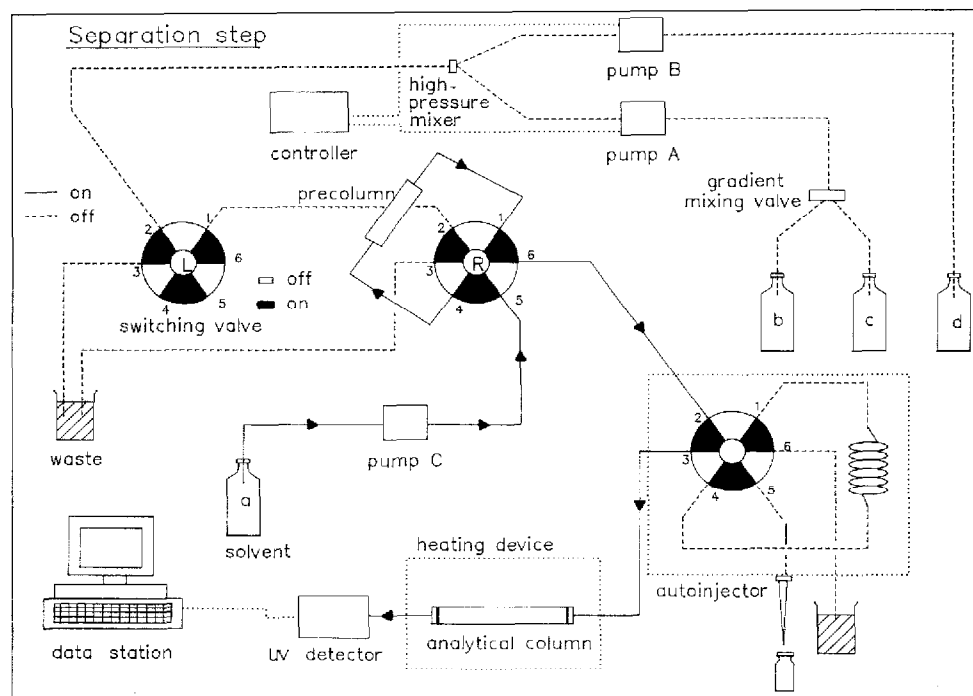 Separation step
pump B
high-
pressure
mixer
controller
pump A
on
off
precolumn
gradient
mixing valve
1
2
3
4
5
6
L
off
on
switching valve
1
2
3
4
5
6
R
b
c
d
waste
pump C
a
solvent
1
2
3
4
5
6
autoinjector
heating device
analytical column
UV detector
data station